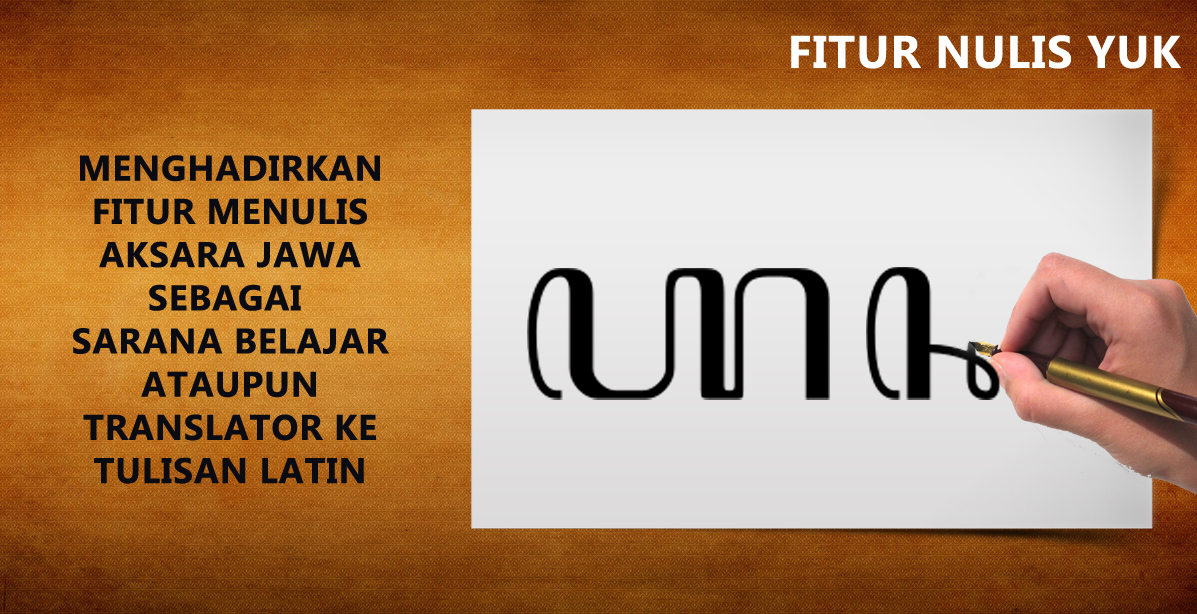 FITUR NULIS YUK
MENGHADIRKAN
FITUR MENULIS
AKSARA JAWA
SEBAGAI
SARANA BELAJAR
ATAUPUN
TRANSLATOR KE
TULISAN LATIN
ꦲ